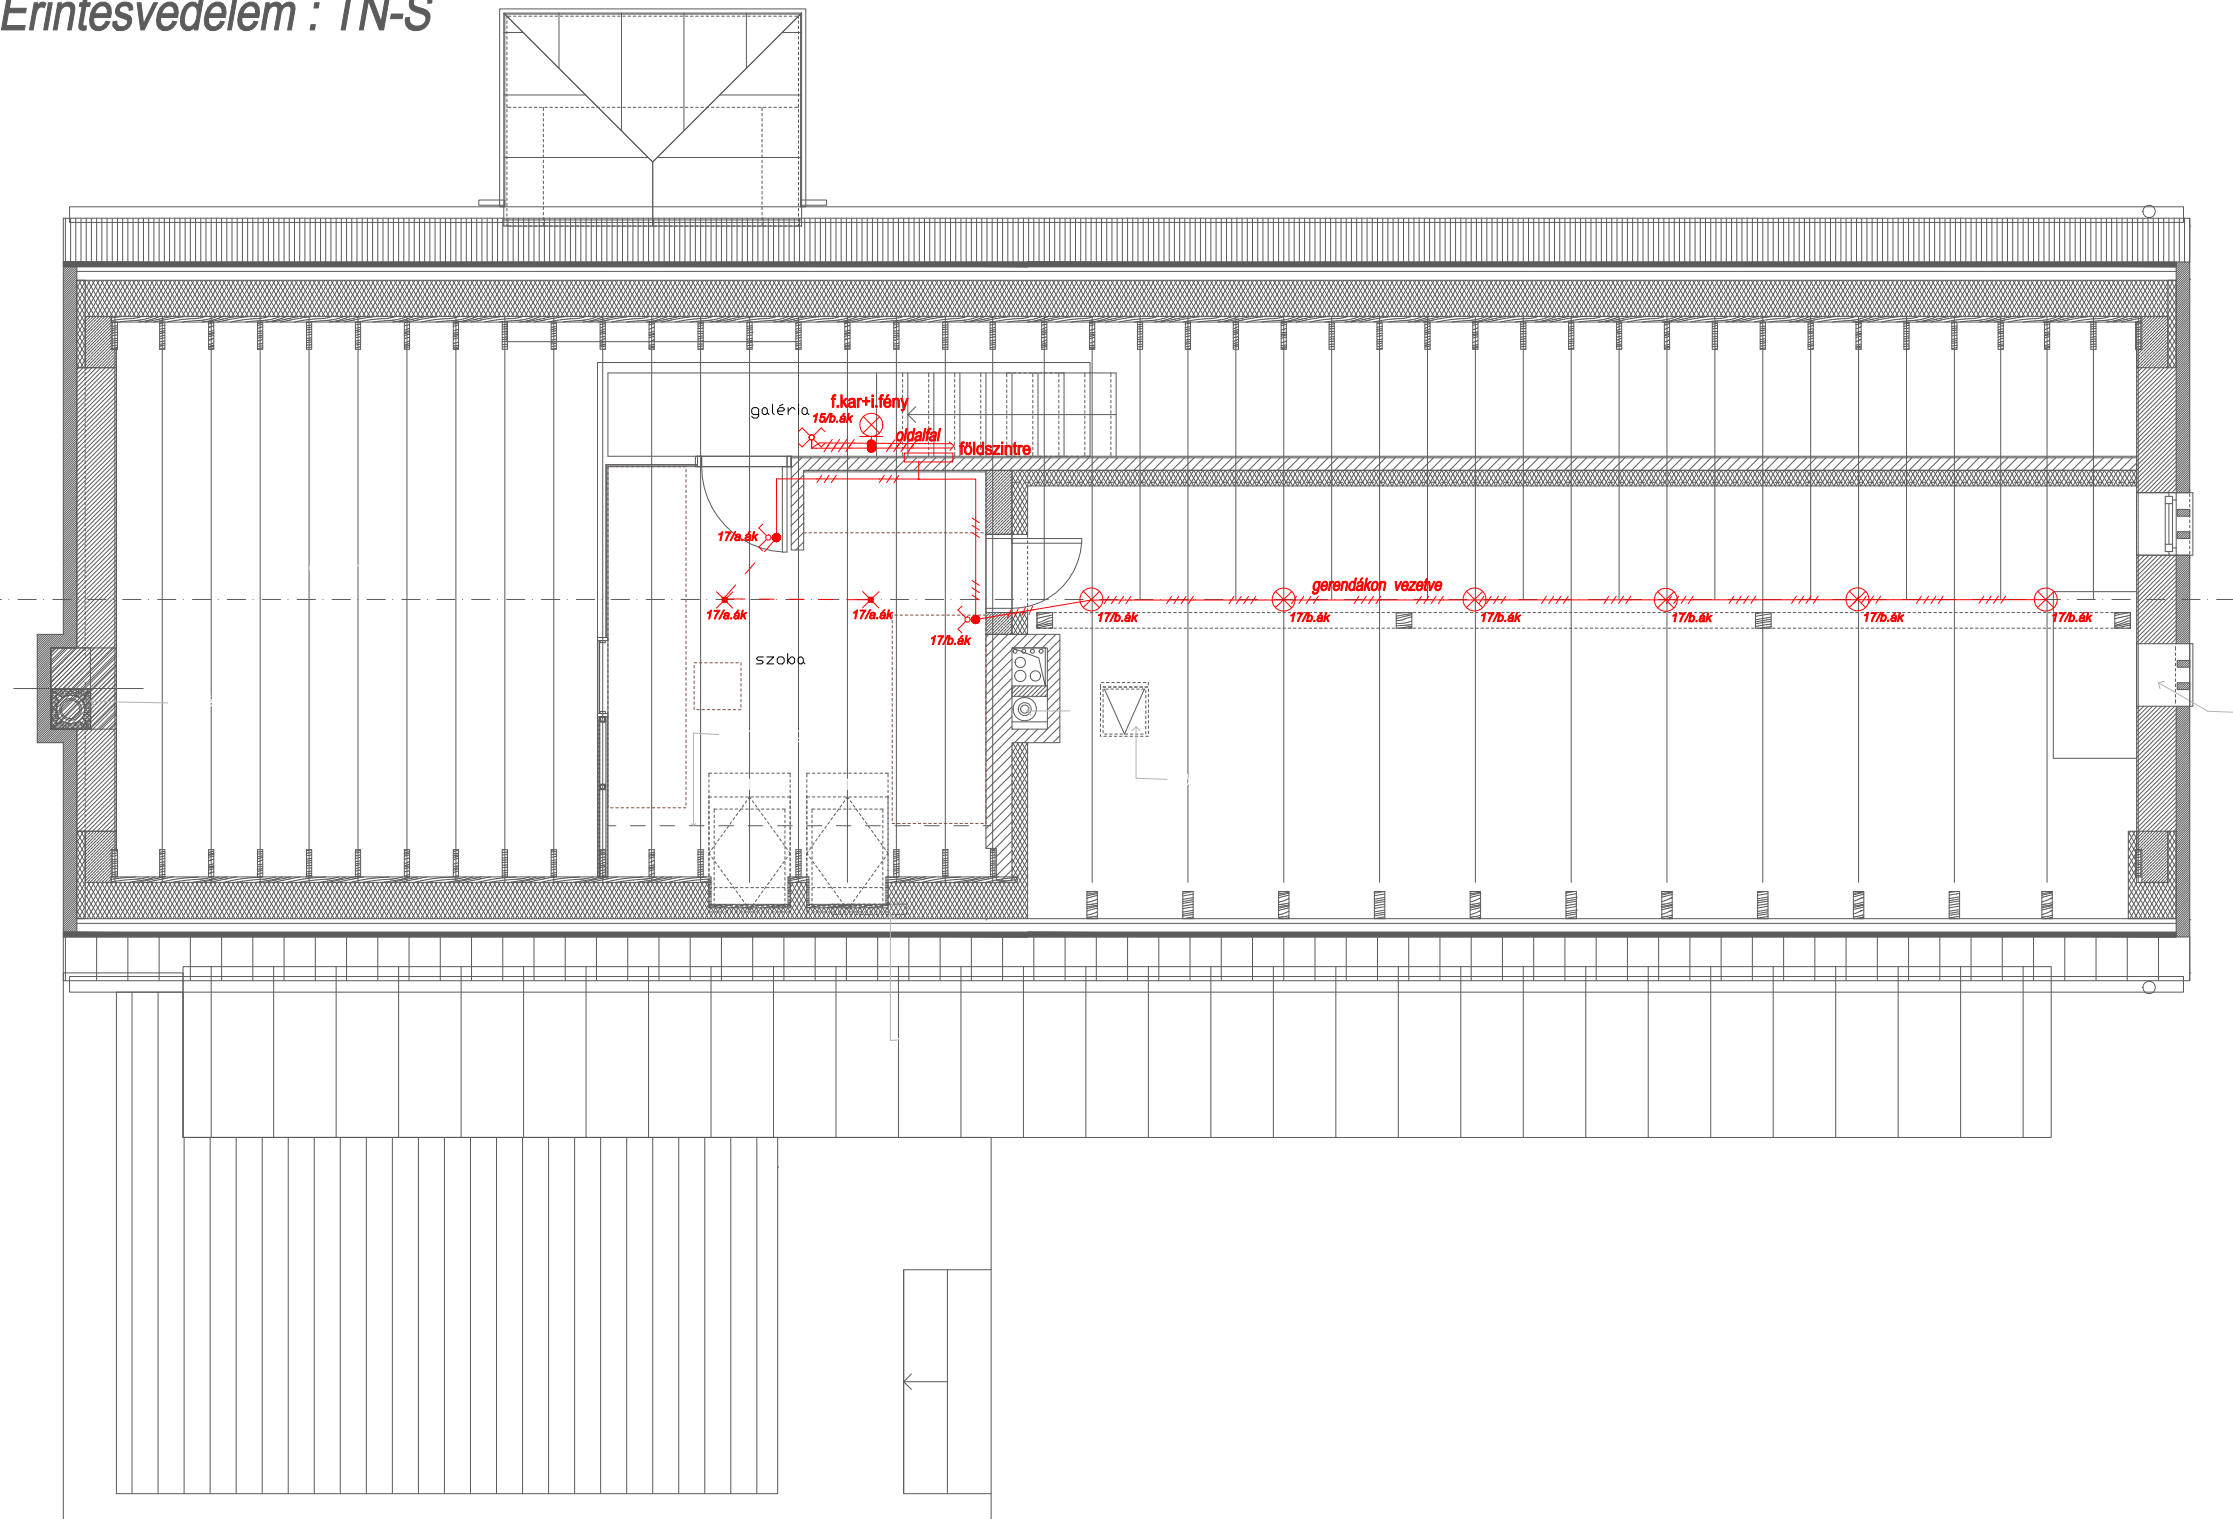 Érintésvédelem : TN-S
f.kar+i.fény
galéria
15/b.ák
oldalfal
földszintre
17/a.ák
gerendákon vezetve
17/a.ák
17/a.ák
17/b.ák
17/b.ák
17/b.ák
17/b.ák
17/b.ák
17/b.ák
17/b.ák
szoba